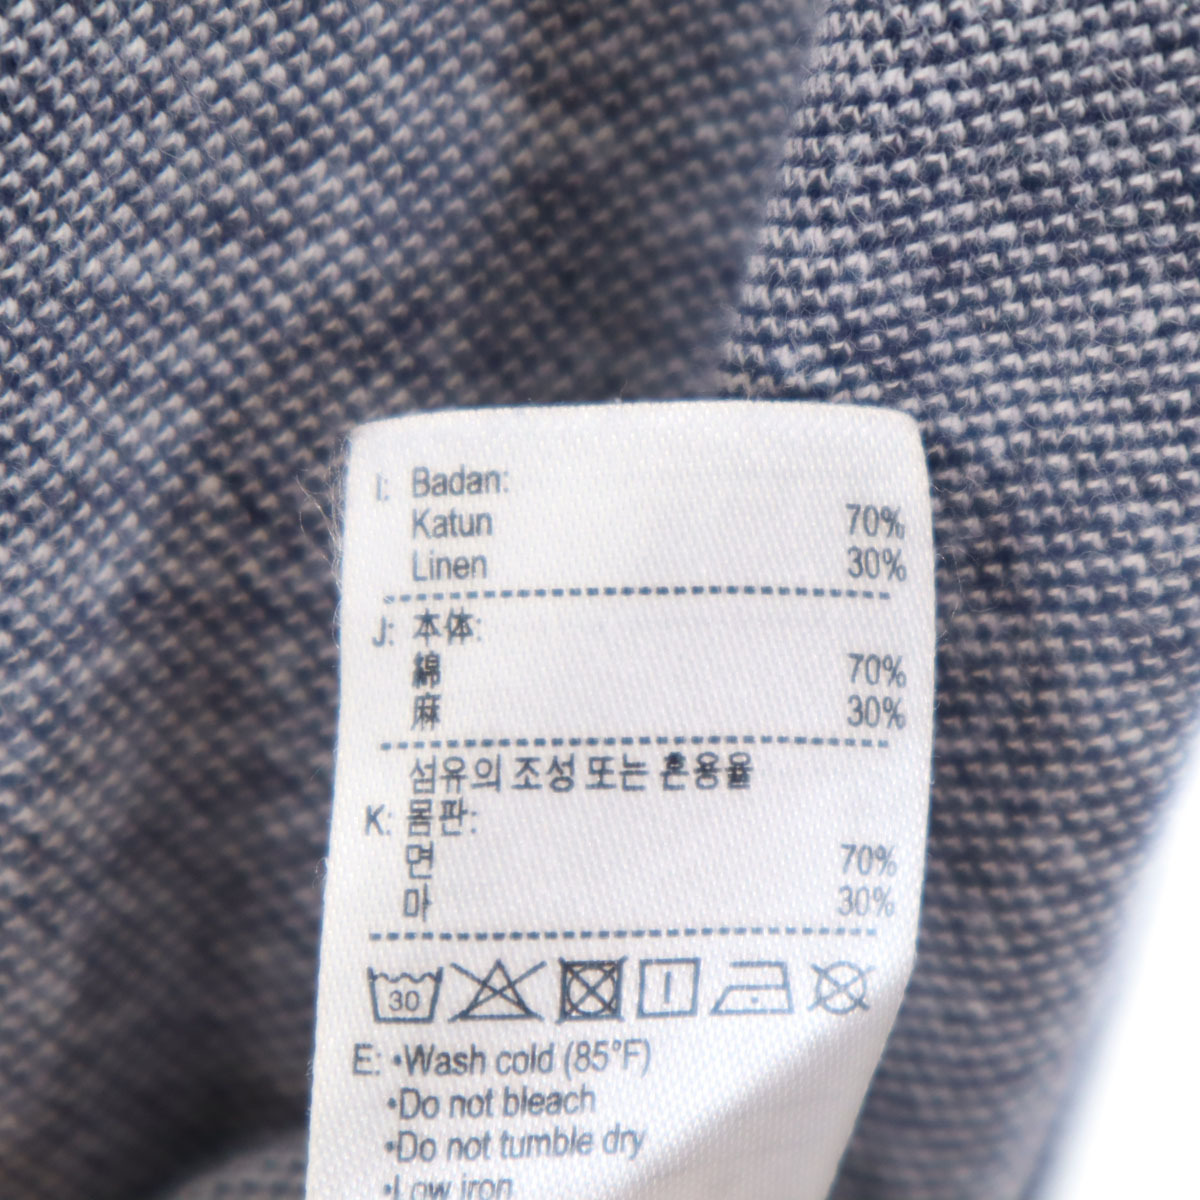 I: Badan:
Katun 70%
Linen 30%
J: 本体:
綿 70%
麻 30%
섬유의 조성 또는 혼용율
K: 몸판:
면 70%
마 30%
30
E: •Wash cold (85°F)
•Do not bleach
•Do not tumble dry
•Low iron